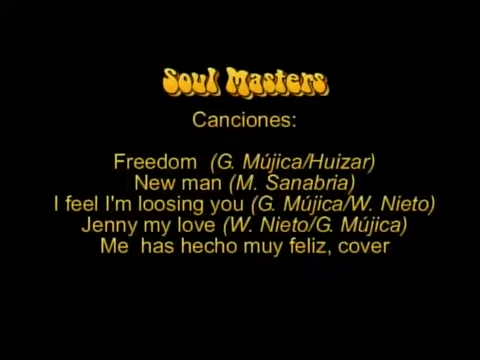 Soul Masters
Canciones:
Freedom (G. Mújica/Huizar)
New man (M. Sanabria)
I feel I'm loosing you (G. Mújica/W. Nieto)
Jenny my love (W. Nieto/G. Mújica)
Me has hecho muy feliz, cover